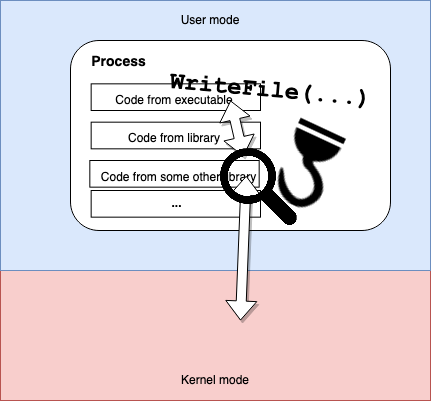 User mode
Process
WriteFile(...)
Code from executable
Code from library
Code from some other library
...
Kernel mode